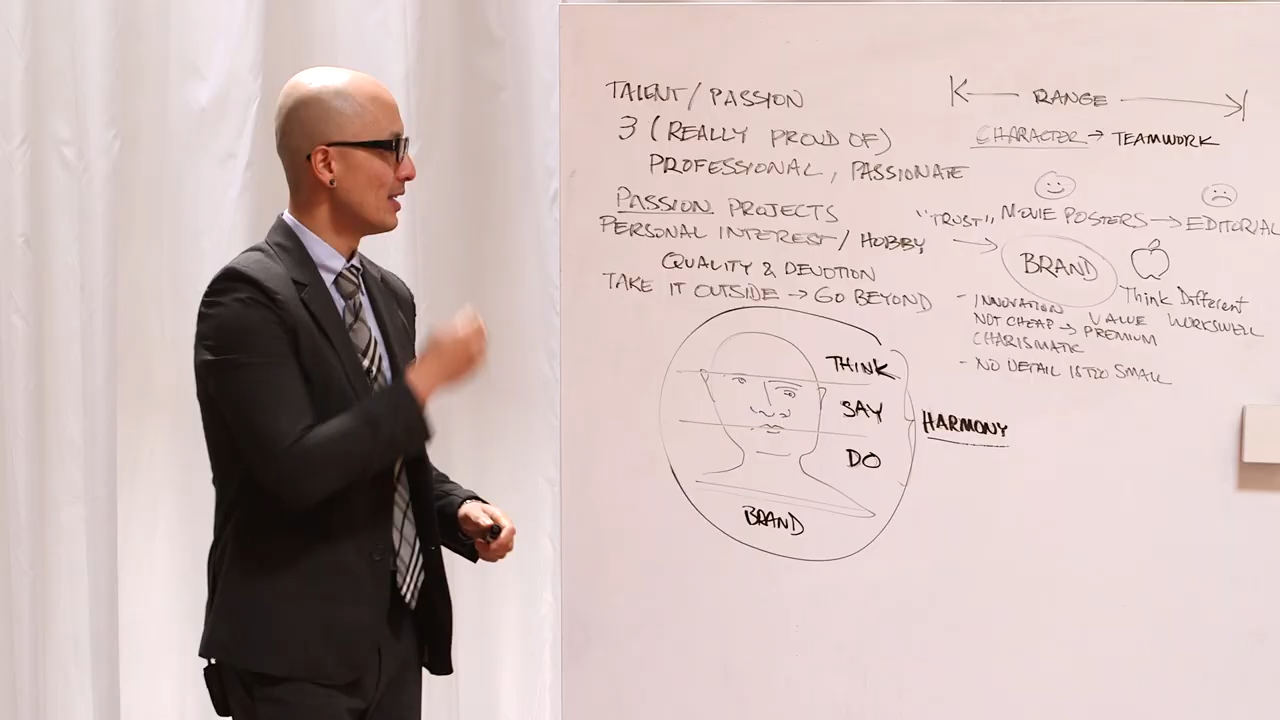 TALENT / PASSION
3 (REALLY PROUD OF)
PROFESSIONAL, PASSIONATE
PASSION PROJECTS
PERSONAL INTEREST / HOBBY
QUALITY & DEVOTION
TAKE IT OUTSIDE → GO BEYOND
THINK
SAY
DO
HARMONY
BRAND
RANGE
CHARACTER → TEAMWORK
"TRUST", MOVIE POSTERS → EDITORIAL
BRAND
Think Different
- INNOVATION VALUE WORKS WELL
NOT CHEAP → PREMIUM
CHARISMATIC
- NO DETAIL IS TOO SMALL